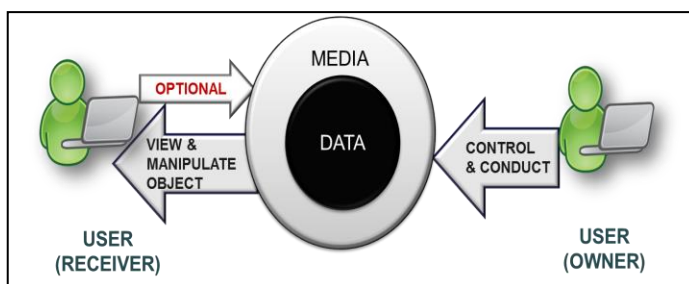 OPTIONAL
VIEW &
MANIPULATE
OBJECT
USER
(RECEIVER)
MEDIA
DATA
CONTROL
& CONDUCT
USER
(OWNER)